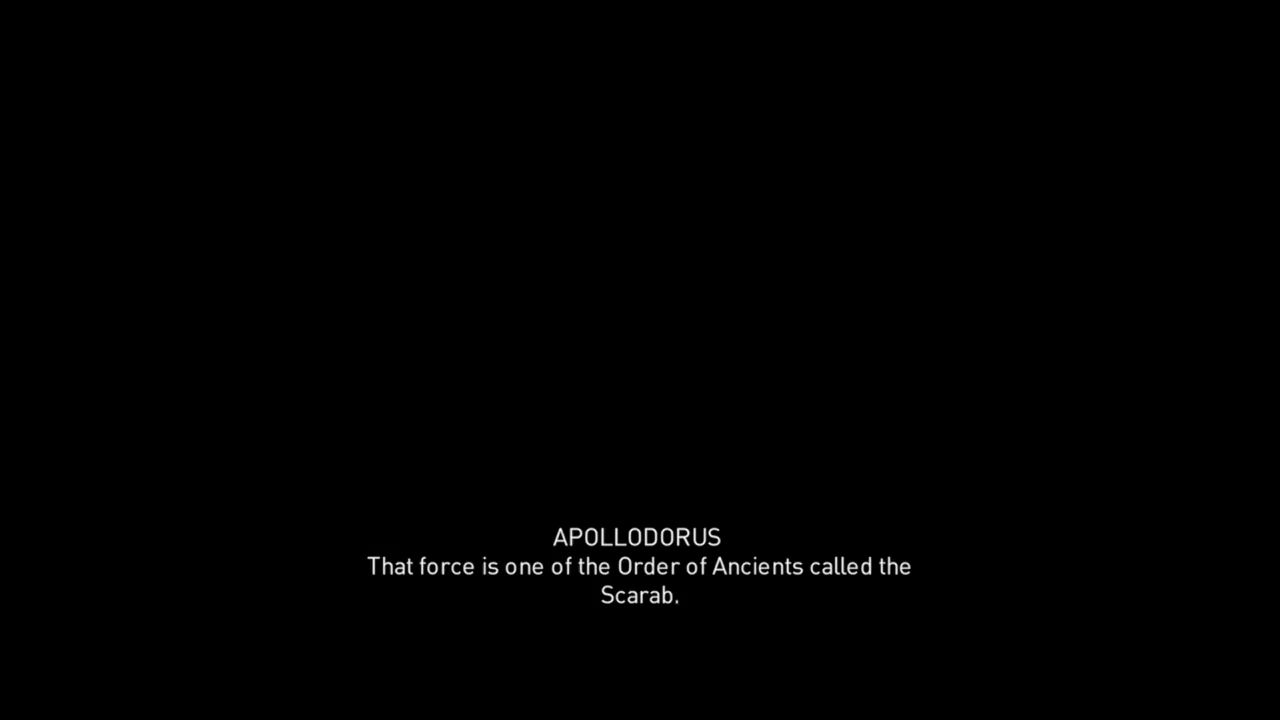 APOLLODORUS
That force is one of the Order of Ancients called the
Scarab.